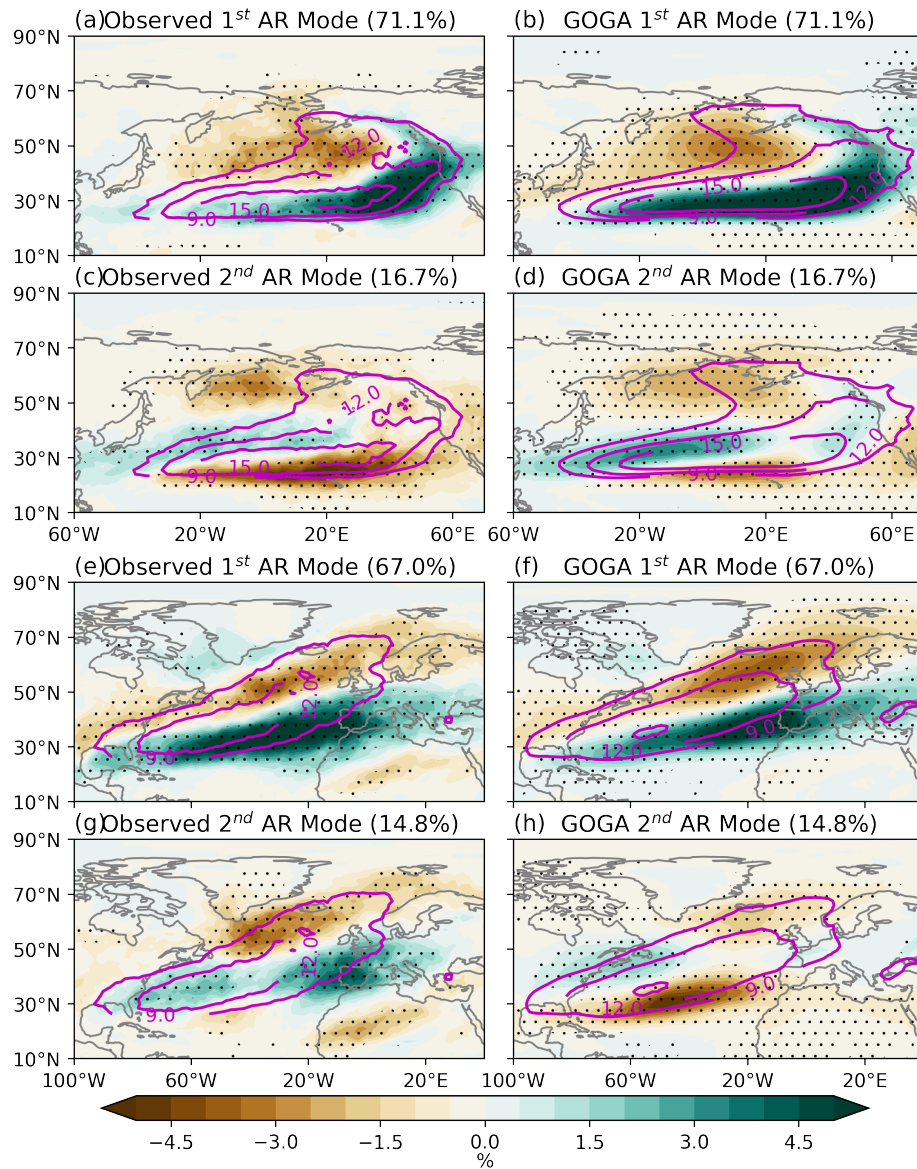 (a)Observed 1st AR Mode (71.1%)
(b) GOGA 1st AR Mode (71.1%)
90°N
70°N
50°N
30°N
10°N
12.0
9.0
15.0
15.0
12.0
9.0
(c)Observed 2nd AR Mode (16.7%)
(d) GOGA 2nd AR Mode (16.7%)
90°N
70°N
50°N
30°N
10°N
12.0
9.0
15.0
15.0
12.0
9.0
60°W 20°W 20°E 60°E
60°W 20°W 20°E 60°E
(e)Observed 1st AR Mode (67.0%)
(f) GOGA 1st AR Mode (67.0%)
90°N
70°N
50°N
30°N
10°N
12.0
9.0
12.0
9.0
(g)Observed 2nd AR Mode (14.8%)
(h) GOGA 2nd AR Mode (14.8%)
90°N
70°N
50°N
30°N
10°N
12.0
9.0
12.0
9.0
100°W 60°W 20°W 20°E
100°W 60°W 20°W 20°E
−4.5 −3.0 −1.5 0.0 1.5 3.0 4.5
%